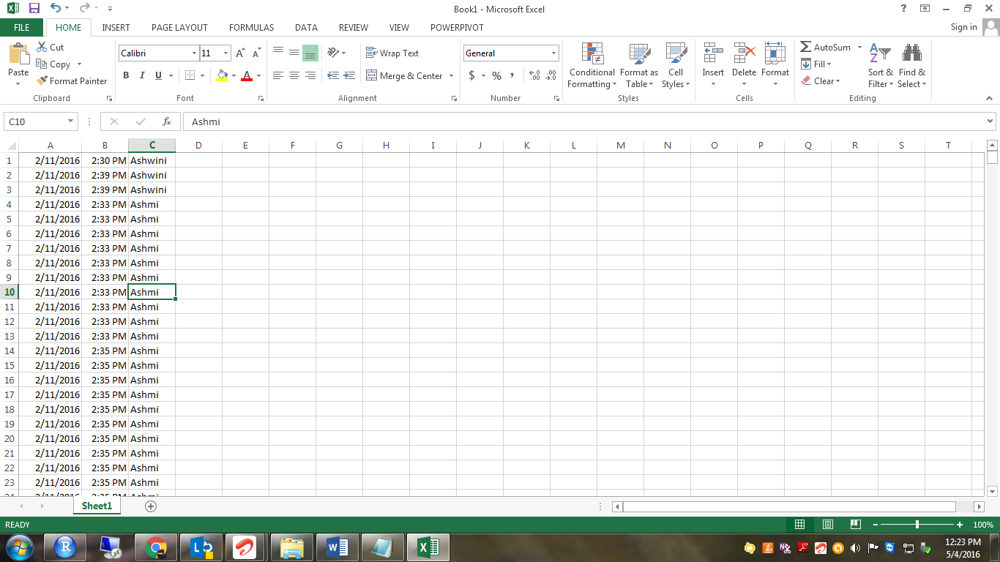 Book1 - Microsoft Excel
FILE HOME INSERT PAGE LAYOUT FORMULAS DATA REVIEW VIEW POWERPIVOT Sign in
Paste Cut Copy Format Painter
Calibri 11
B I U A
Wrap Text
Merge & Center
General
$ % ,
Conditional Formatting Format as Table Cell Styles
Insert Delete Format
AutoSum
Fill
Clear
Sort & Filter Find & Select
Clipboard Font Alignment Number Styles Cells Editing
C10 fx Ashmi
A B C D E F G H I J K L M N O P Q R S T
1 2/11/2016 2:30 PM Ashwini
2 2/11/2016 2:39 PM Ashwini
3 2/11/2016 2:39 PM Ashwini
4 2/11/2016 2:33 PM Ashmi
5 2/11/2016 2:33 PM Ashmi
6 2/11/2016 2:33 PM Ashmi
7 2/11/2016 2:33 PM Ashmi
8 2/11/2016 2:33 PM Ashmi
9 2/11/2016 2:33 PM Ashmi
10 2/11/2016 2:33 PM Ashmi
11 2/11/2016 2:33 PM Ashmi
12 2/11/2016 2:33 PM Ashmi
13 2/11/2016 2:33 PM Ashmi
14 2/11/2016 2:35 PM Ashmi
15 2/11/2016 2:35 PM Ashmi
16 2/11/2016 2:35 PM Ashmi
17 2/11/2016 2:35 PM Ashmi
18 2/11/2016 2:35 PM Ashmi
19 2/11/2016 2:35 PM Ashmi
20 2/11/2016 2:35 PM Ashmi
21 2/11/2016 2:35 PM Ashmi
22 2/11/2016 2:35 PM Ashmi
23 2/11/2016 2:35 PM Ashmi
Sheet1
READY 100%
12:23 PM
5/4/2016